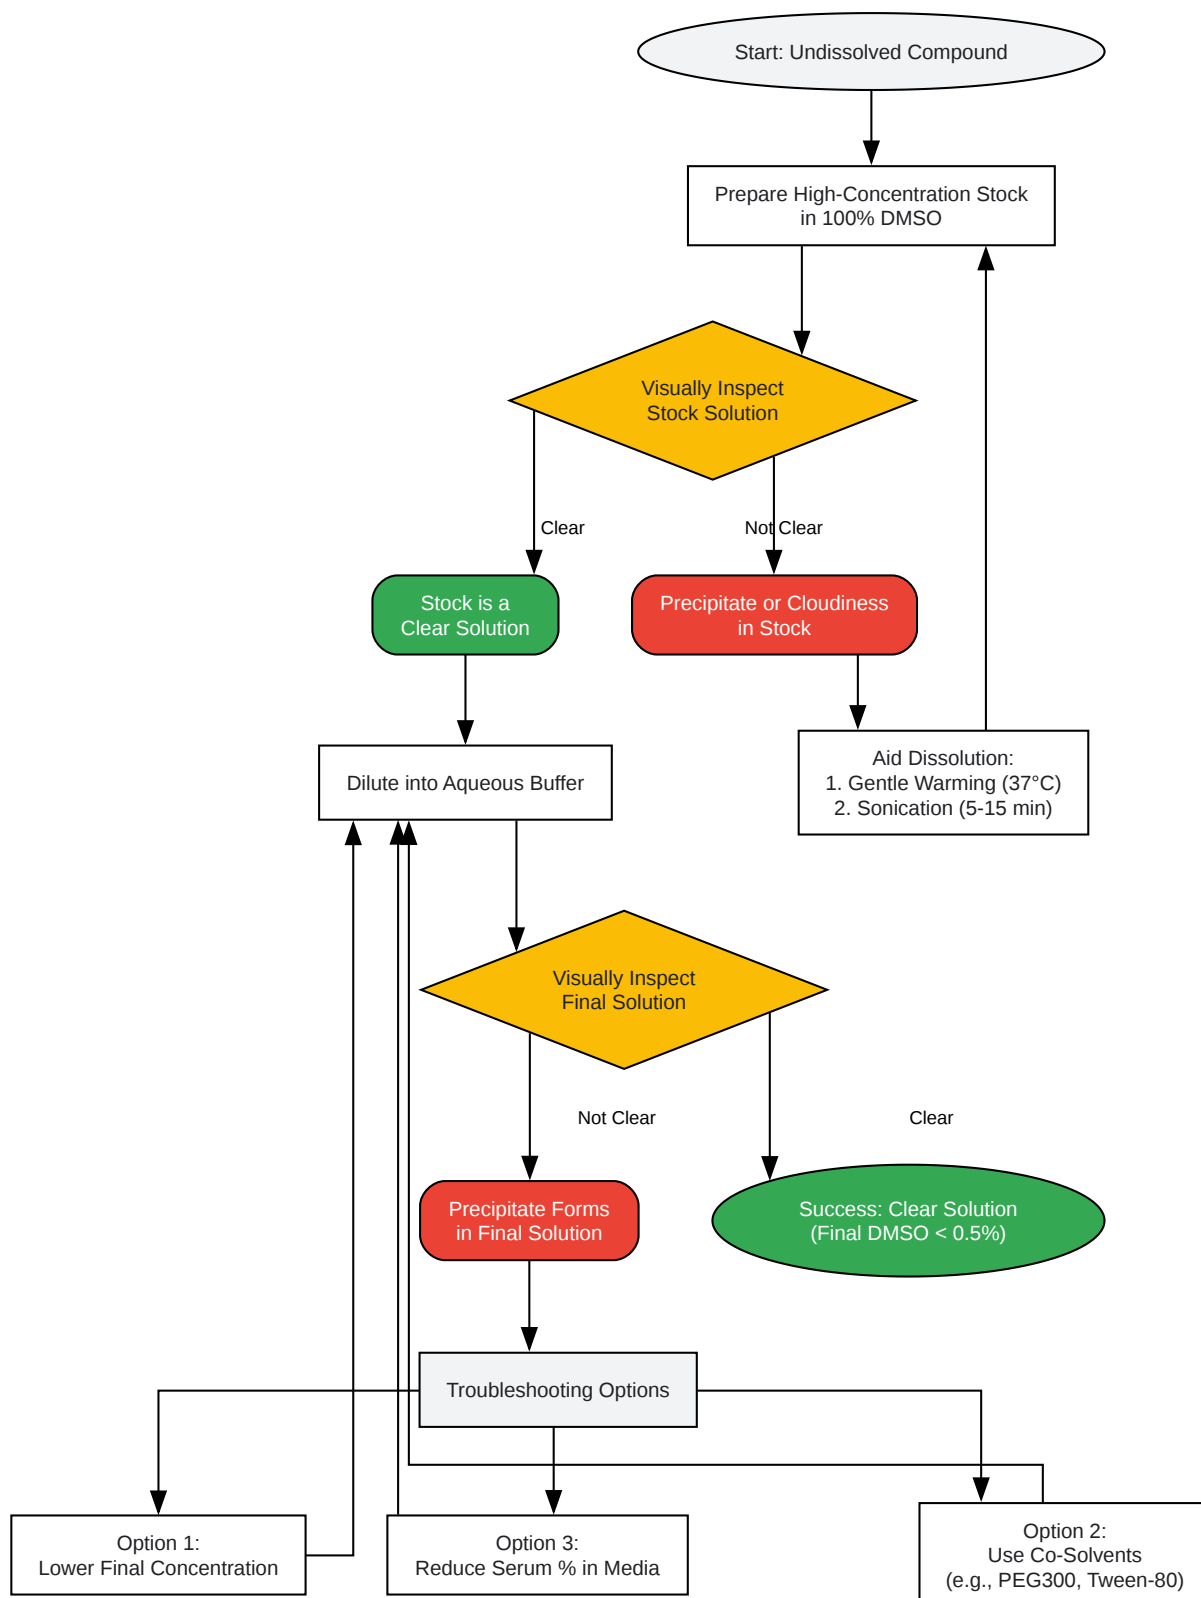 Start: Undissolved Compound
Prepare High-Concentration Stock
in 100% DMSO
Visually Inspect
Stock Solution
Clear
Not Clear
Stock is a
Clear Solution
Precipitate or Cloudiness
in Stock
Aid Dissolution:
1. Gentle Warming (37°C)
2. Sonication (5-15 min)
Dilute into Aqueous Buffer
Visually Inspect
Final Solution
Not Clear
Clear
Precipitate Forms
in Final Solution
Success: Clear Solution
(Final DMSO < 0.5%)
Troubleshooting Options
Option 1:
Lower Final Concentration
Option 3:
Reduce Serum % in Media
Option 2:
Use Co-Solvents
(e.g., PEG300, Tween-80)